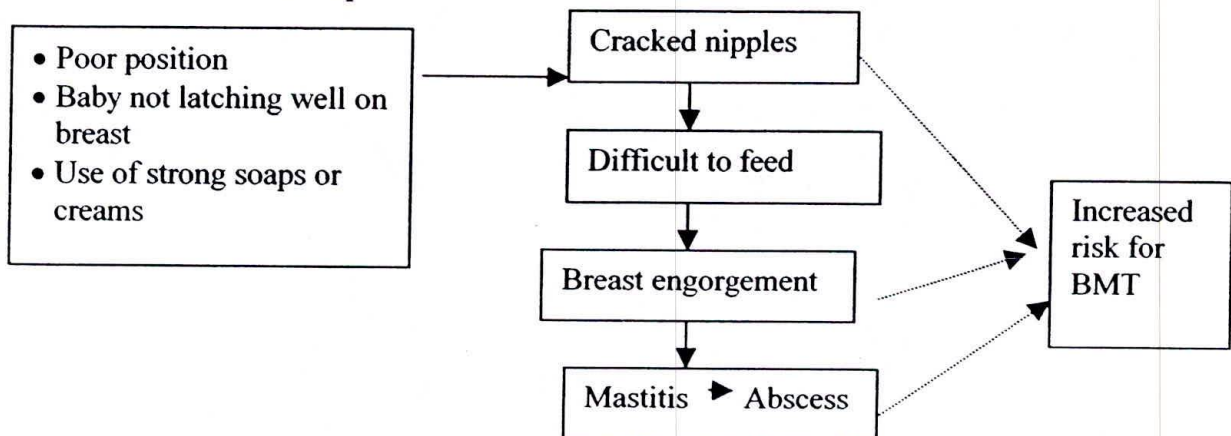 • Poor position
• Baby not latching well on
breast
• Use of strong soaps or
creams
Cracked nipples
Difficult to feed
Breast engorgement
Mastitis Abscess
Increased
risk for
BMT